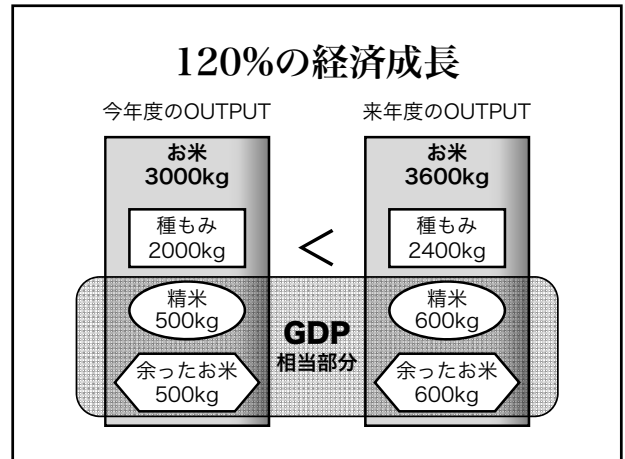 120%の経済成長
今年度のOUTPUT
来年度のOUTPUT
お米
3000kg
お米
3600kg
種もみ
2000kg
<
種もみ
2400kg
精米
500kg
GDP
相当部分
精米
600kg
余ったお米
500kg
余ったお米
600kg